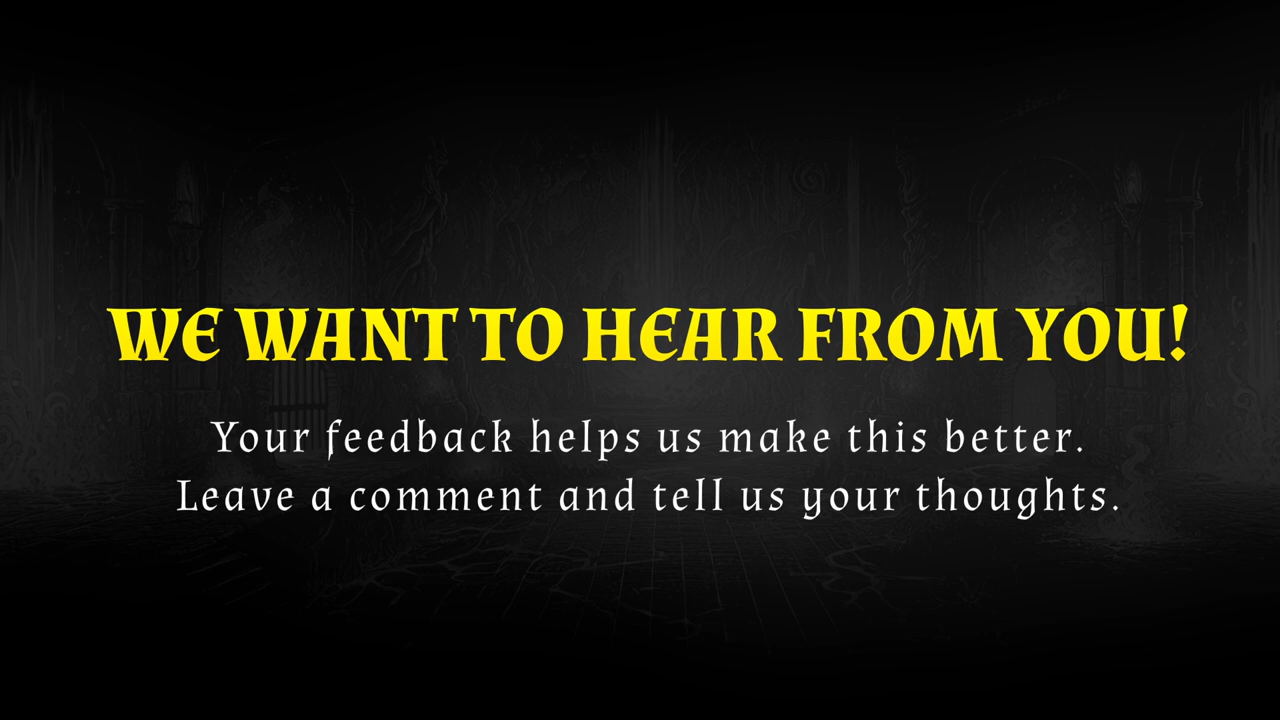 WE WANT TO HEAR FROM YOU!
Your feedback helps us make this better.
Leave a comment and tell us your thoughts.